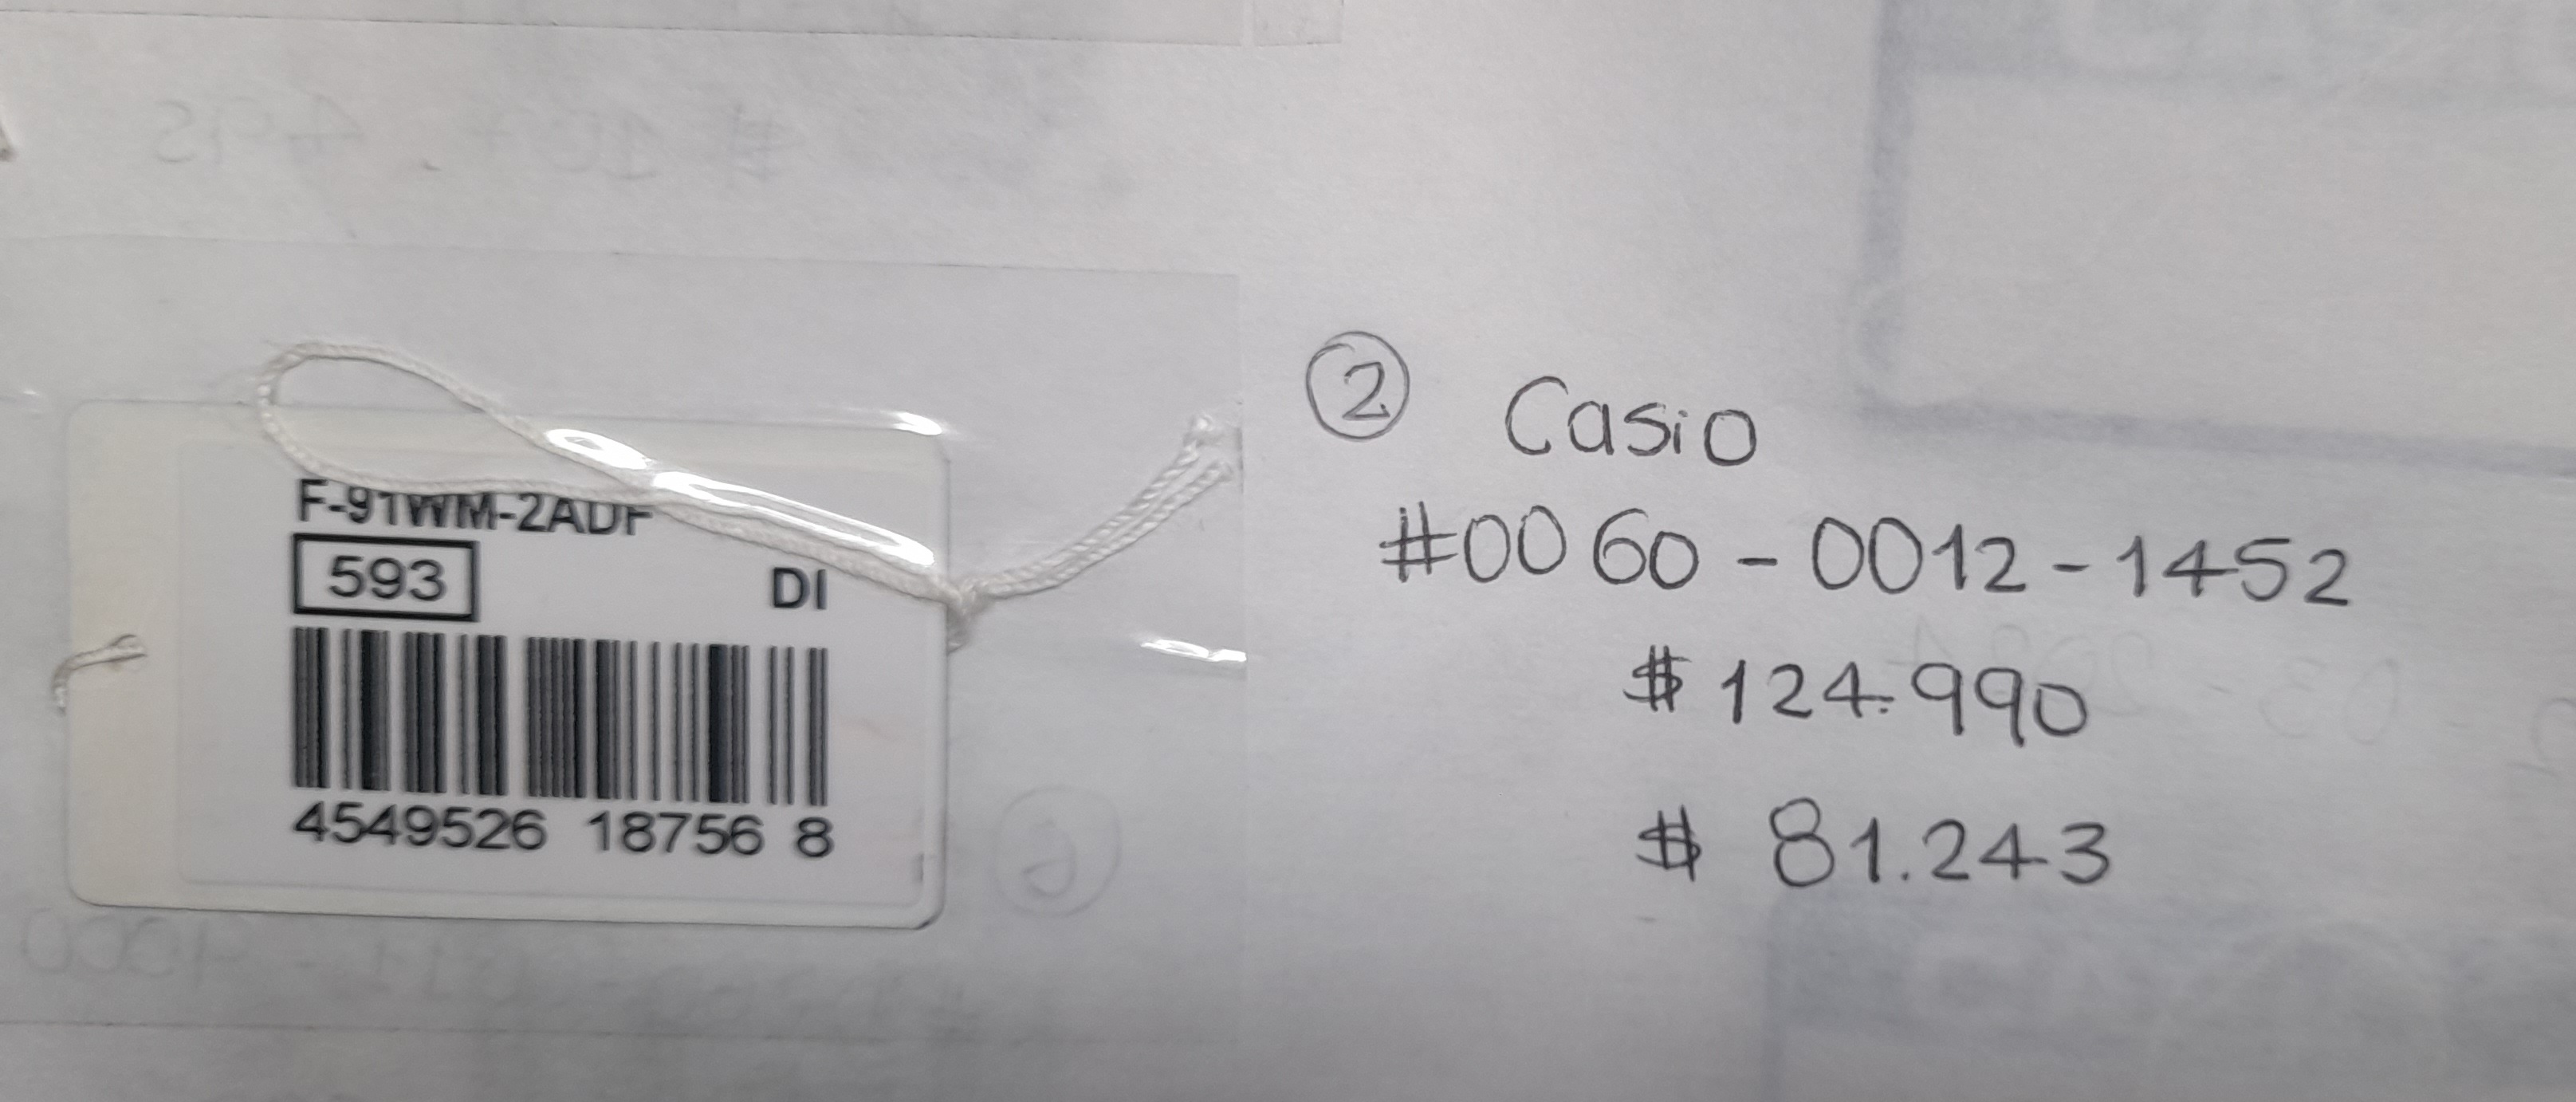 F-91WM-2ADF
593 DI
4549526 18756 8
2 Casio
#0060-0012-1452
$ 124.990
$ 81.243